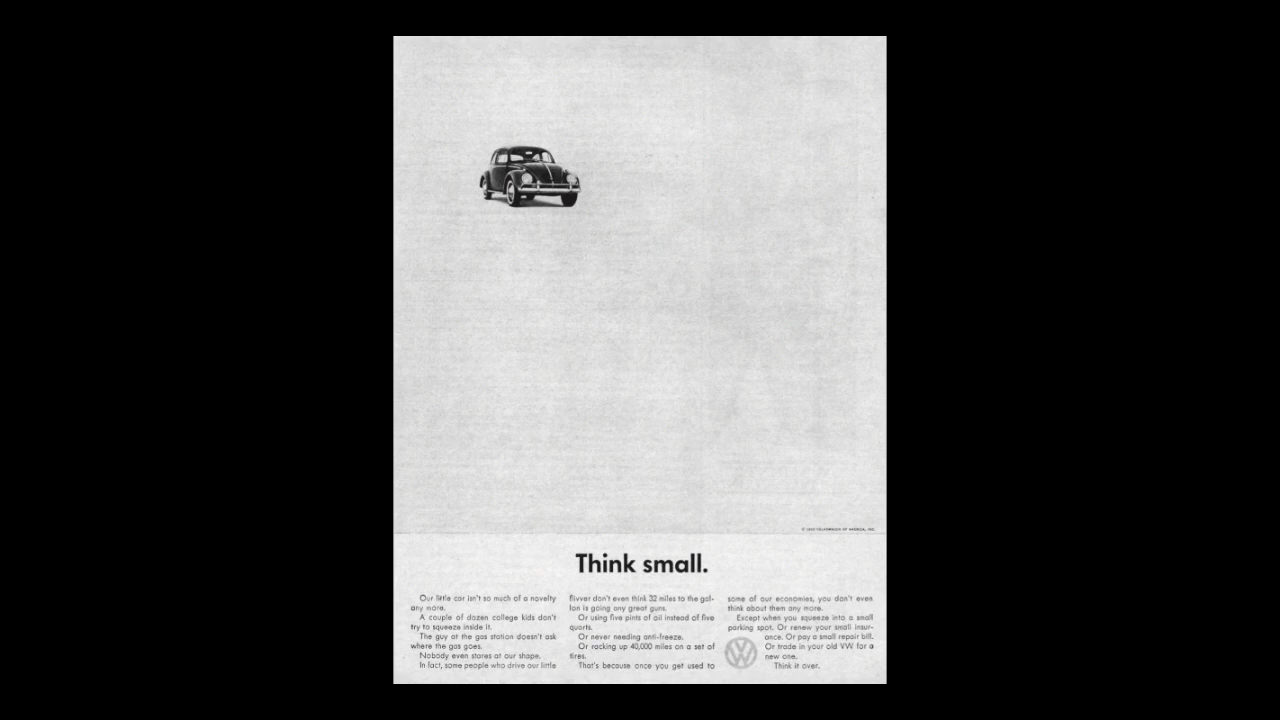 © 1960 VOLKSWAGEN OF AMERICA, INC.
Think small.
Our little car isn't so much of a novelty
any more.
A couple of dozen college kids don't
try to squeeze inside it.
The guy at the gas station doesn't ask
where the gas goes.
Nobody even stares at our shape.
In fact, some people who drive our little
flivver don't even think 32 miles to the gal-
lon is going any great guns.
Or using five pints of oil instead of five
quarts.
Or never needing anti-freeze.
Or racking up 40,000 miles on a set of
tires.
That's because once you get used to
some of our economies, you don't even
think about them any more.
Except when you squeeze into a small
parking spot. Or renew your small insur-
ance. Or pay a small repair bill.
Or trade in your old VW for a
new one.
Think it over.
VW